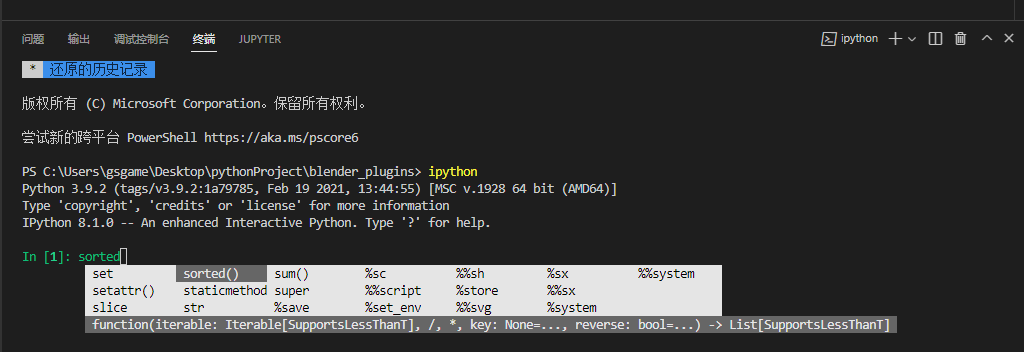 问题 输出 调试控制台 终端 JUPYTER ipython
* 还原的历史记录
版权所有 (C) Microsoft Corporation。保留所有权利。
尝试新的跨平台 PowerShell https://aka.ms/pscore6
PS C:\Users\gsgame\Desktop\pythonProject\blender_plugins> ipython
Python 3.9.2 (tags/v3.9.2:1a79785, Feb 19 2021, 13:44:55) [MSC v.1928 64 bit (AMD64)]
Type 'copyright', 'credits' or 'license' for more information
IPython 8.1.0 -- An enhanced Interactive Python. Type '?' for help.
In [1]: sorted
set sorted() sum() %sc %%sh %sx %%system
setattr() staticmethod super %%script %store %%sx
slice str %save %set_env %%svg %system
function(iterable: Iterable[SupportsLessThanT], /, *, key: None=..., reverse: bool=...) -> List[SupportsLessThanT]